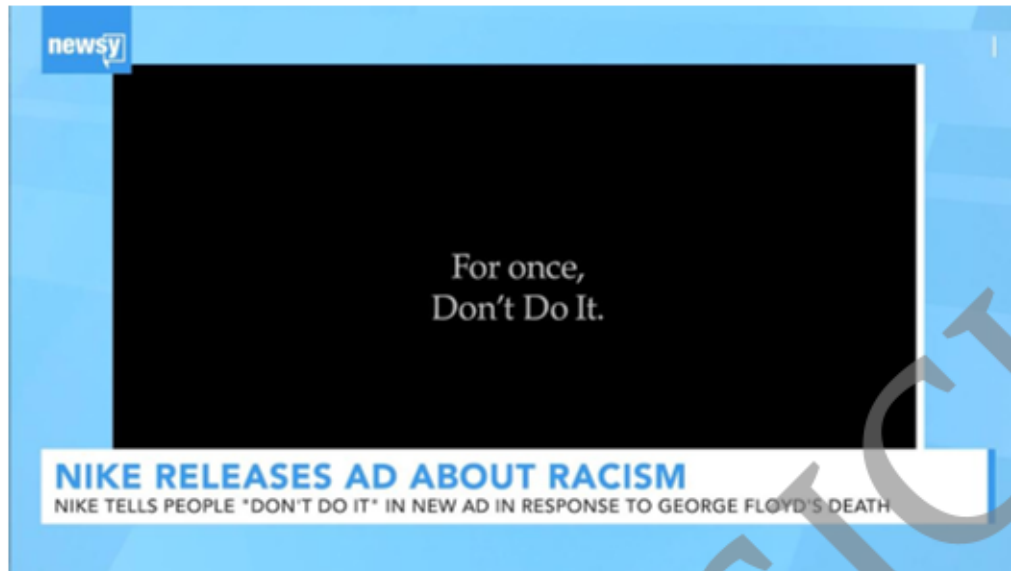 newsy
For once,
Don't Do It.
NIKE RELEASES AD ABOUT RACISM
NIKE TELLS PEOPLE "DON'T DO IT" IN NEW AD IN RESPONSE TO GEORGE FLOYD'S DEATH